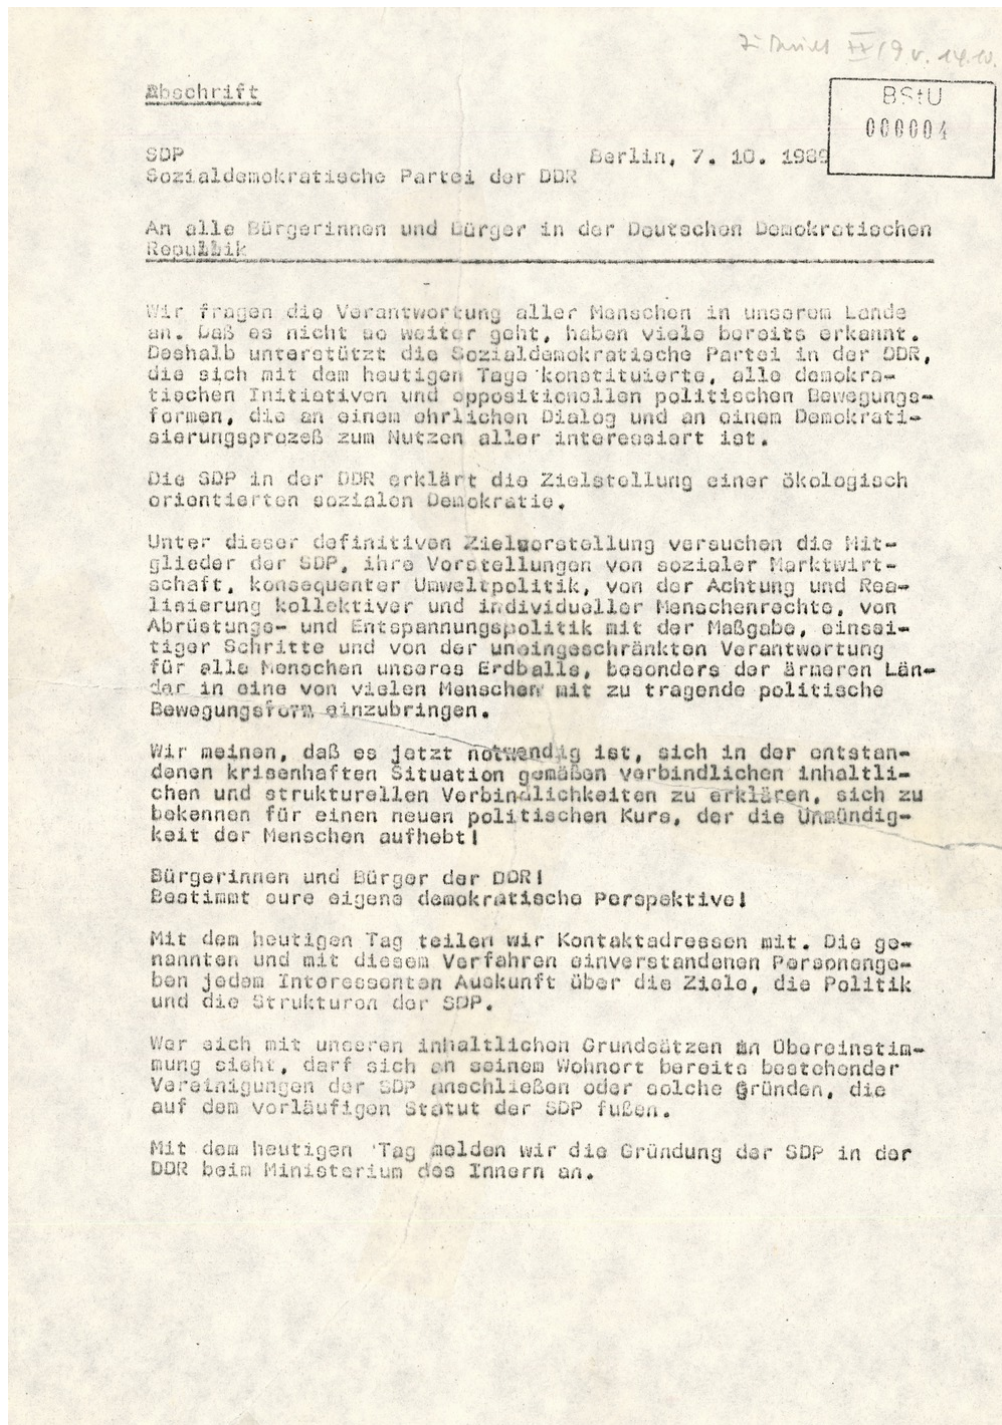 II/9 v. 14.10.
Abschrift
BStU
000004
SDP Berlin, 7. 10. 1989
Sozialdemokratische Partei der DDR
An alle Bürgerinnen und Bürger in der Deutschen Demokratischen
Republik
Wir fragen die Verantwortung aller Menschen in unserem Lande
an. Daß es nicht so weiter geht, haben viele bereits erkannt.
Deshalb unterstützt die Sozialdemokratische Partei in der DDR,
die sich mit dem heutigen Tage konstituierte, alle demokra-
tischen Initiativen und oppositionellen politischen Bewegungs-
formen, die an einem ehrlichen Dialog und an einem Demokrati-
sierungsprozeß zum Nutzen aller interessiert ist.
Die SDP in der DDR erklärt die Zielstellung einer ökologisch
orientierten sozialen Demokratie.
Unter dieser definitiven Zielvorstellung versuchen die Mit-
glieder der SDP, ihre Vorstellungen von sozialer Marktwirt-
schaft, konsequenter Umweltpolitik, von der Achtung und Rea-
lisierung kollektiver und individueller Menschenrechte, von
Abrüstungs- und Entspannungspolitik mit der Maßgabe, einsei-
tiger Schritte und von der uneingeschränkten Verantwortung
für alle Menschen unseres Erdballs, besonders der ärmeren Län-
der in eine von vielen Menschen mit zu tragende politische
Bewegungsform einzubringen.
Wir meinen, daß es jetzt notwendig ist, sich in der entstan-
denen krisenhaften Situation gemäßen verbindlichen inhaltli-
chen und strukturellen Verbindlichkeiten zu erklären, sich zu
bekennen für einen neuen politischen Kurs, der die Unmündig-
keit der Menschen aufhebt!
Bürgerinnen und Bürger der DDR!
Bestimmt eure eigene demokratische Perspektive!
Mit dem heutigen Tag teilen wir Kontaktadressen mit. Die ge-
nannten und mit diesem Verfahren einverstandenen Personenge-
ben jedem Interessenten Auskunft über die Ziele, die Politik
und die Strukturen der SDP.
Wer sich mit unseren inhaltlichen Grundsätzen in Übereinstim-
mung sieht, darf sich an seinem Wohnort bereits bestehender
Vereinigungen der SDP anschließen oder solche Gründen, die
auf dem vorläufigen Statut der SDP fußen.
Mit dem heutigen Tag melden wir die Gründung der SDP in der
DDR beim Ministerium des Innern an.